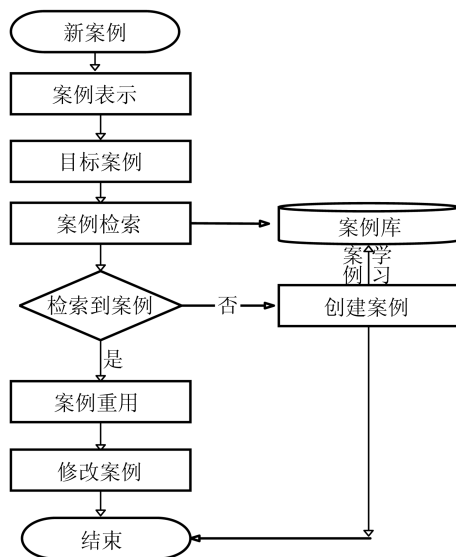 新案例
案例表示
目标案例
案例检索
案例库
案例
学习
检索到案例
否
创建案例
是
案例重用
修改案例
结束